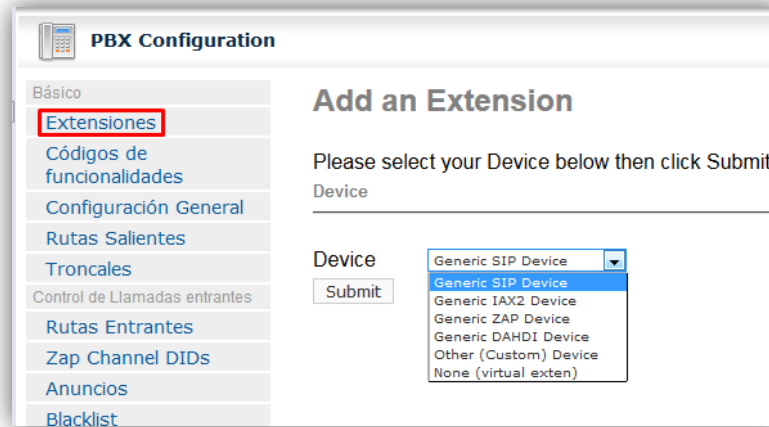 PBX Configuration
Básico
Extensiones
Códigos de
funcionalidades
Configuración General
Rutas Salientes
Troncales
Control de Llamadas entrantes
Rutas Entrantes
Zap Channel DIDs
Anuncios
Blacklist
Add an Extension
Please select your Device below then click Submit
Device
Device
Generic SIP Device
Submit
Generic SIP Device
Generic IAX2 Device
Generic ZAP Device
Generic DAHDI Device
Other (Custom) Device
None (virtual exten)